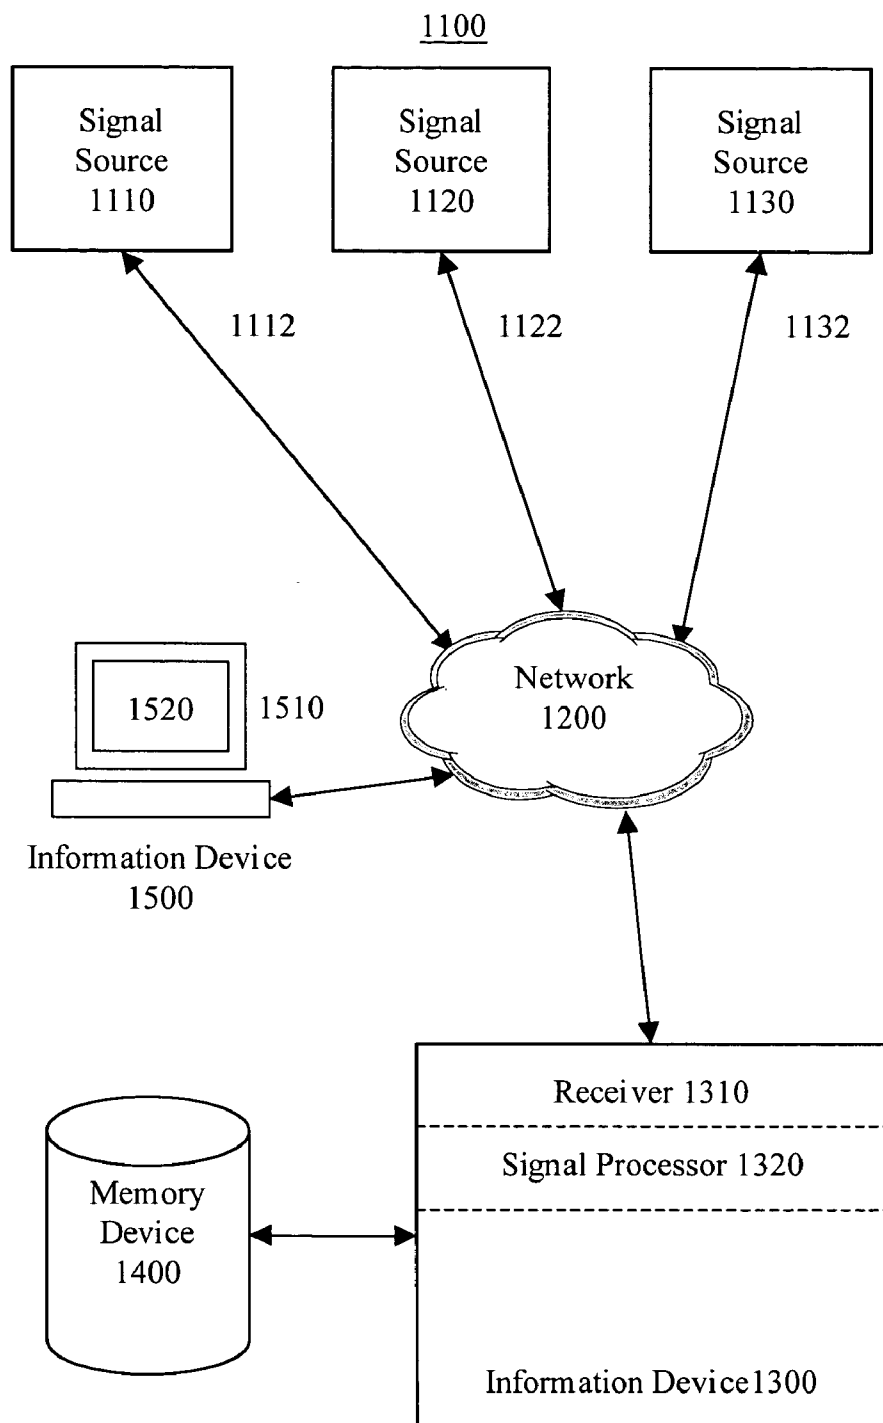 1100
Signal
Source
1110
Signal
Source
1120
Signal
Source
1130
1112
1122
1132
Network
1200
1520
1510
Information Device
1500
Receiver 1310
Signal Processor 1320
Memory
Device
1400
Information Device1300